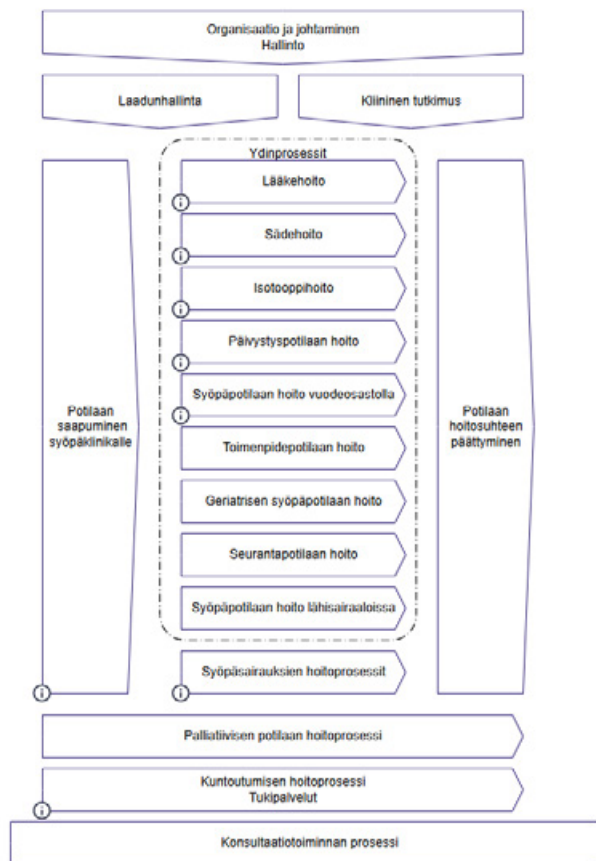 Organisaatio ja johtaminen
Hallinto
Laadunhallinta
Kliininen tutkimus
Ydinprosessit
Lääkehoito
Sädehoito
Isotooppihoito
Päivystyspotilaan hoito
Syöpäpotilaan hoito vuodeosastolla
Toimenpidepotilaan hoito
Geriatrisen syöpäpotilaan hoito
Seurantapotilaan hoito
Syöpäpotilaan hoito lähisairaaloissa
Syöpäsairauksien hoitoprosessit
Potilaan
saapuminen
syöpäklinikalle
Potilaan
hoitosuhteen
päättyminen
Palliatiivisen potilaan hoitoprosessi
Kuntoutumisen hoitoprosessi
Tukipalvelut
Konsultaatiotoiminnan prosessi